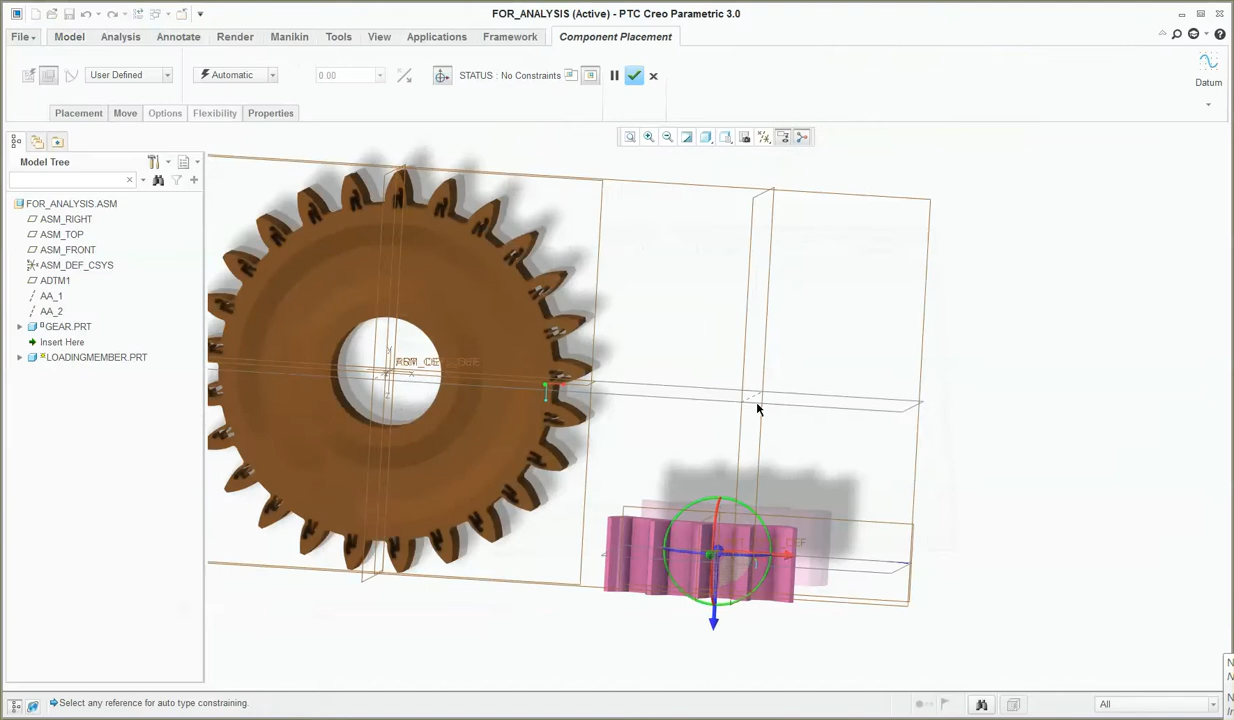 FOR_ANALYSIS (Active) - PTC Creo Parametric 3.0
File Model Analysis Annotate Render Manikin Tools View Applications Framework Component Placement
User Defined Automatic 0.00 STATUS : No Constraints
Datum
Placement Move Options Flexibility Properties
Model Tree
FOR_ANALYSIS.ASM
ASM_RIGHT
ASM_TOP
ASM_FRONT
ASM_DEF_CSYS
ADTM1
AA_1
AA_2
GEAR.PRT
Insert Here
LOADINGMEMBER.PRT
Select any reference for auto type constraining.
All